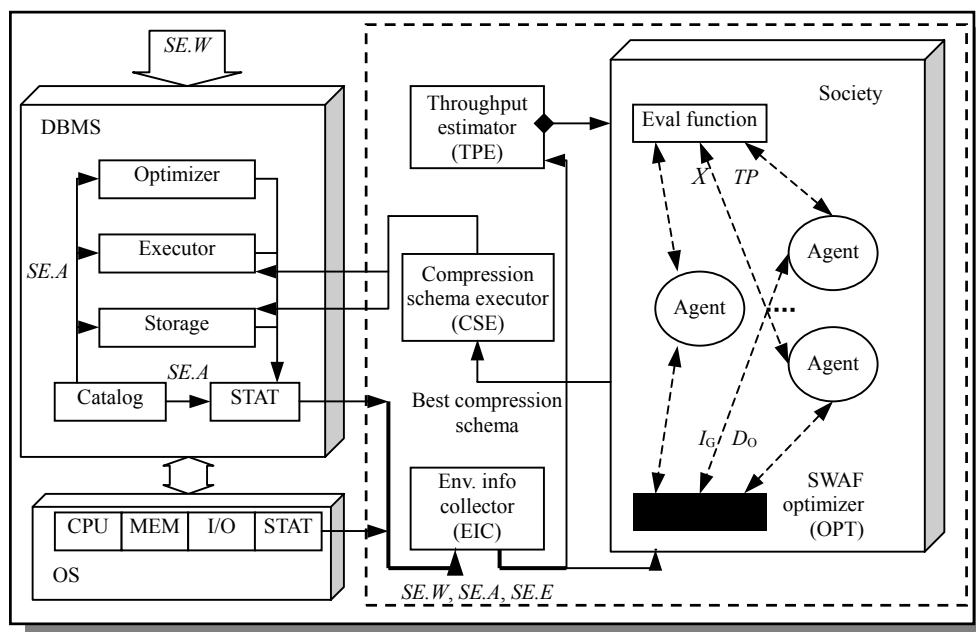 SE.W
DBMS
Optimizer
Executor
SE.A
Storage
SE.A
Catalog
STAT
CPU
MEM
I/O
STAT
OS
Throughput
estimator
(TPE)
Compression
schema executor
(CSE)
Best compression
schema
Env. info
collector
(EIC)
SE.W, SE.A, SE.E
Society
Eval function
X
TP
Agent
Agent
....
Agent
I_G
D_O
SWAF
optimizer
(OPT)